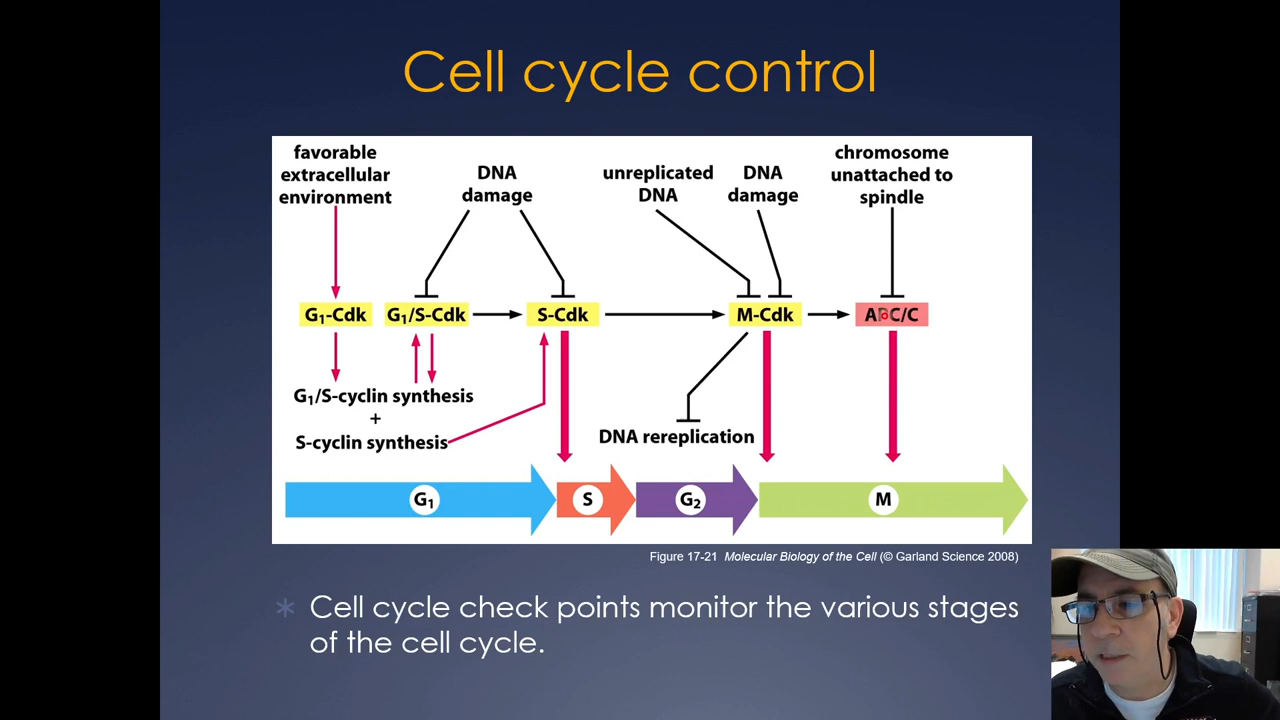 Cell cycle control
favorable
extracellular
environment
DNA
damage
unreplicated
DNA
DNA
damage
chromosome
unattached to
spindle
G₁-Cdk
G₁/S-Cdk
S-Cdk
M-Cdk
APC/C
G₁/S-cyclin synthesis
+
S-cyclin synthesis
DNA rereplication
G₁
S
G₂
M
Figure 17-21 Molecular Biology of the Cell (© Garland Science 2008)
Cell cycle check points monitor the various stages
of the cell cycle.